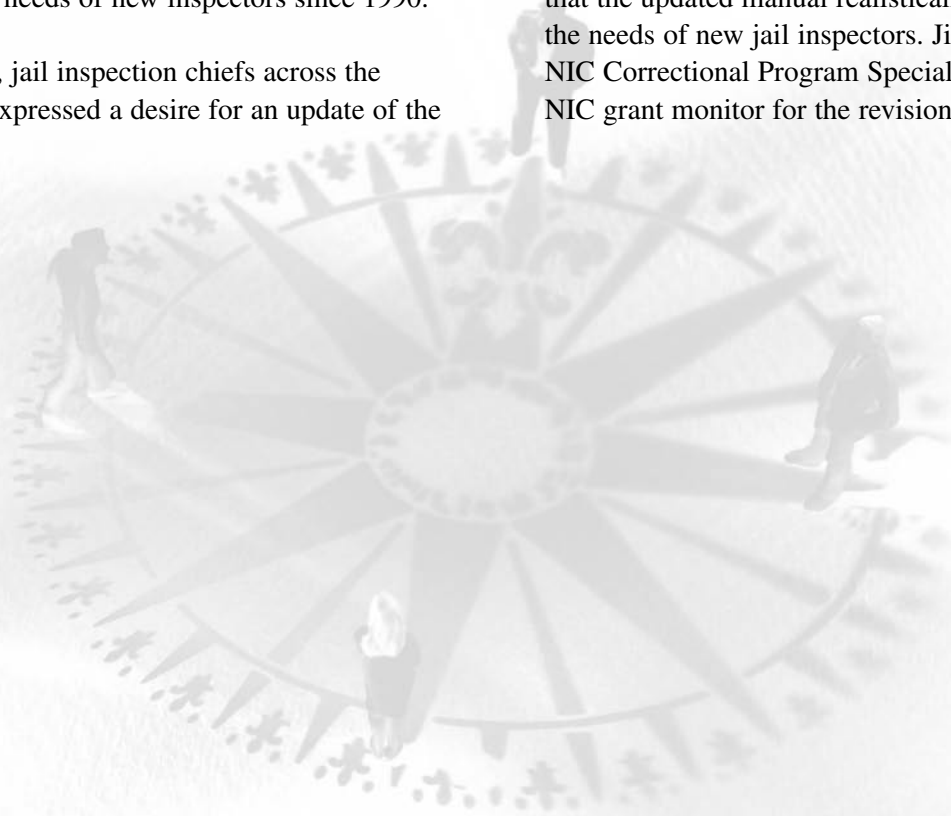 needs of new inspectors since 1990.
, jail inspection chiefs across the
xpressed a desire for an update of the
that the updated manual realistical
the needs of new jail inspectors. Ji
NIC Correctional Program Special
NIC grant monitor for the revision